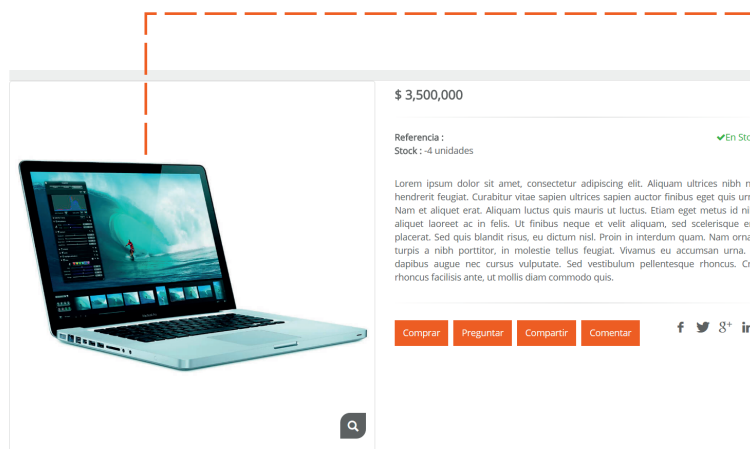 $ 3,500,000
Referencia :
✔En Sto
Stock : -4 unidades
Lorem ipsum dolor sit amet, consectetur adipiscing elit. Aliquam ultrices nibh n
hendrerit feugiat. Curabitur vitae sapien ultrices sapien auctor finibus eget quis urn
Nam et aliquet erat. Aliquam luctus quis mauris ut luctus. Etiam eget metus id ni
aliquet laoreet ac in felis. Ut finibus neque et velit aliquam, sed scelerisque e
placerat. Sed quis blandit risus, eu dictum nisl. Proin in interdum quam. Nam orna
turpis a nibh porttitor, in molestie tellus feugiat. Vivamus eu accumsan urna.
dapibus augue nec cursus vulputate. Sed vestibulum pellentesque rhoncus. Cr
rhoncus facilisis ante, ut mollis diam commodo quis.
Comprar Preguntar Compartir Comentar